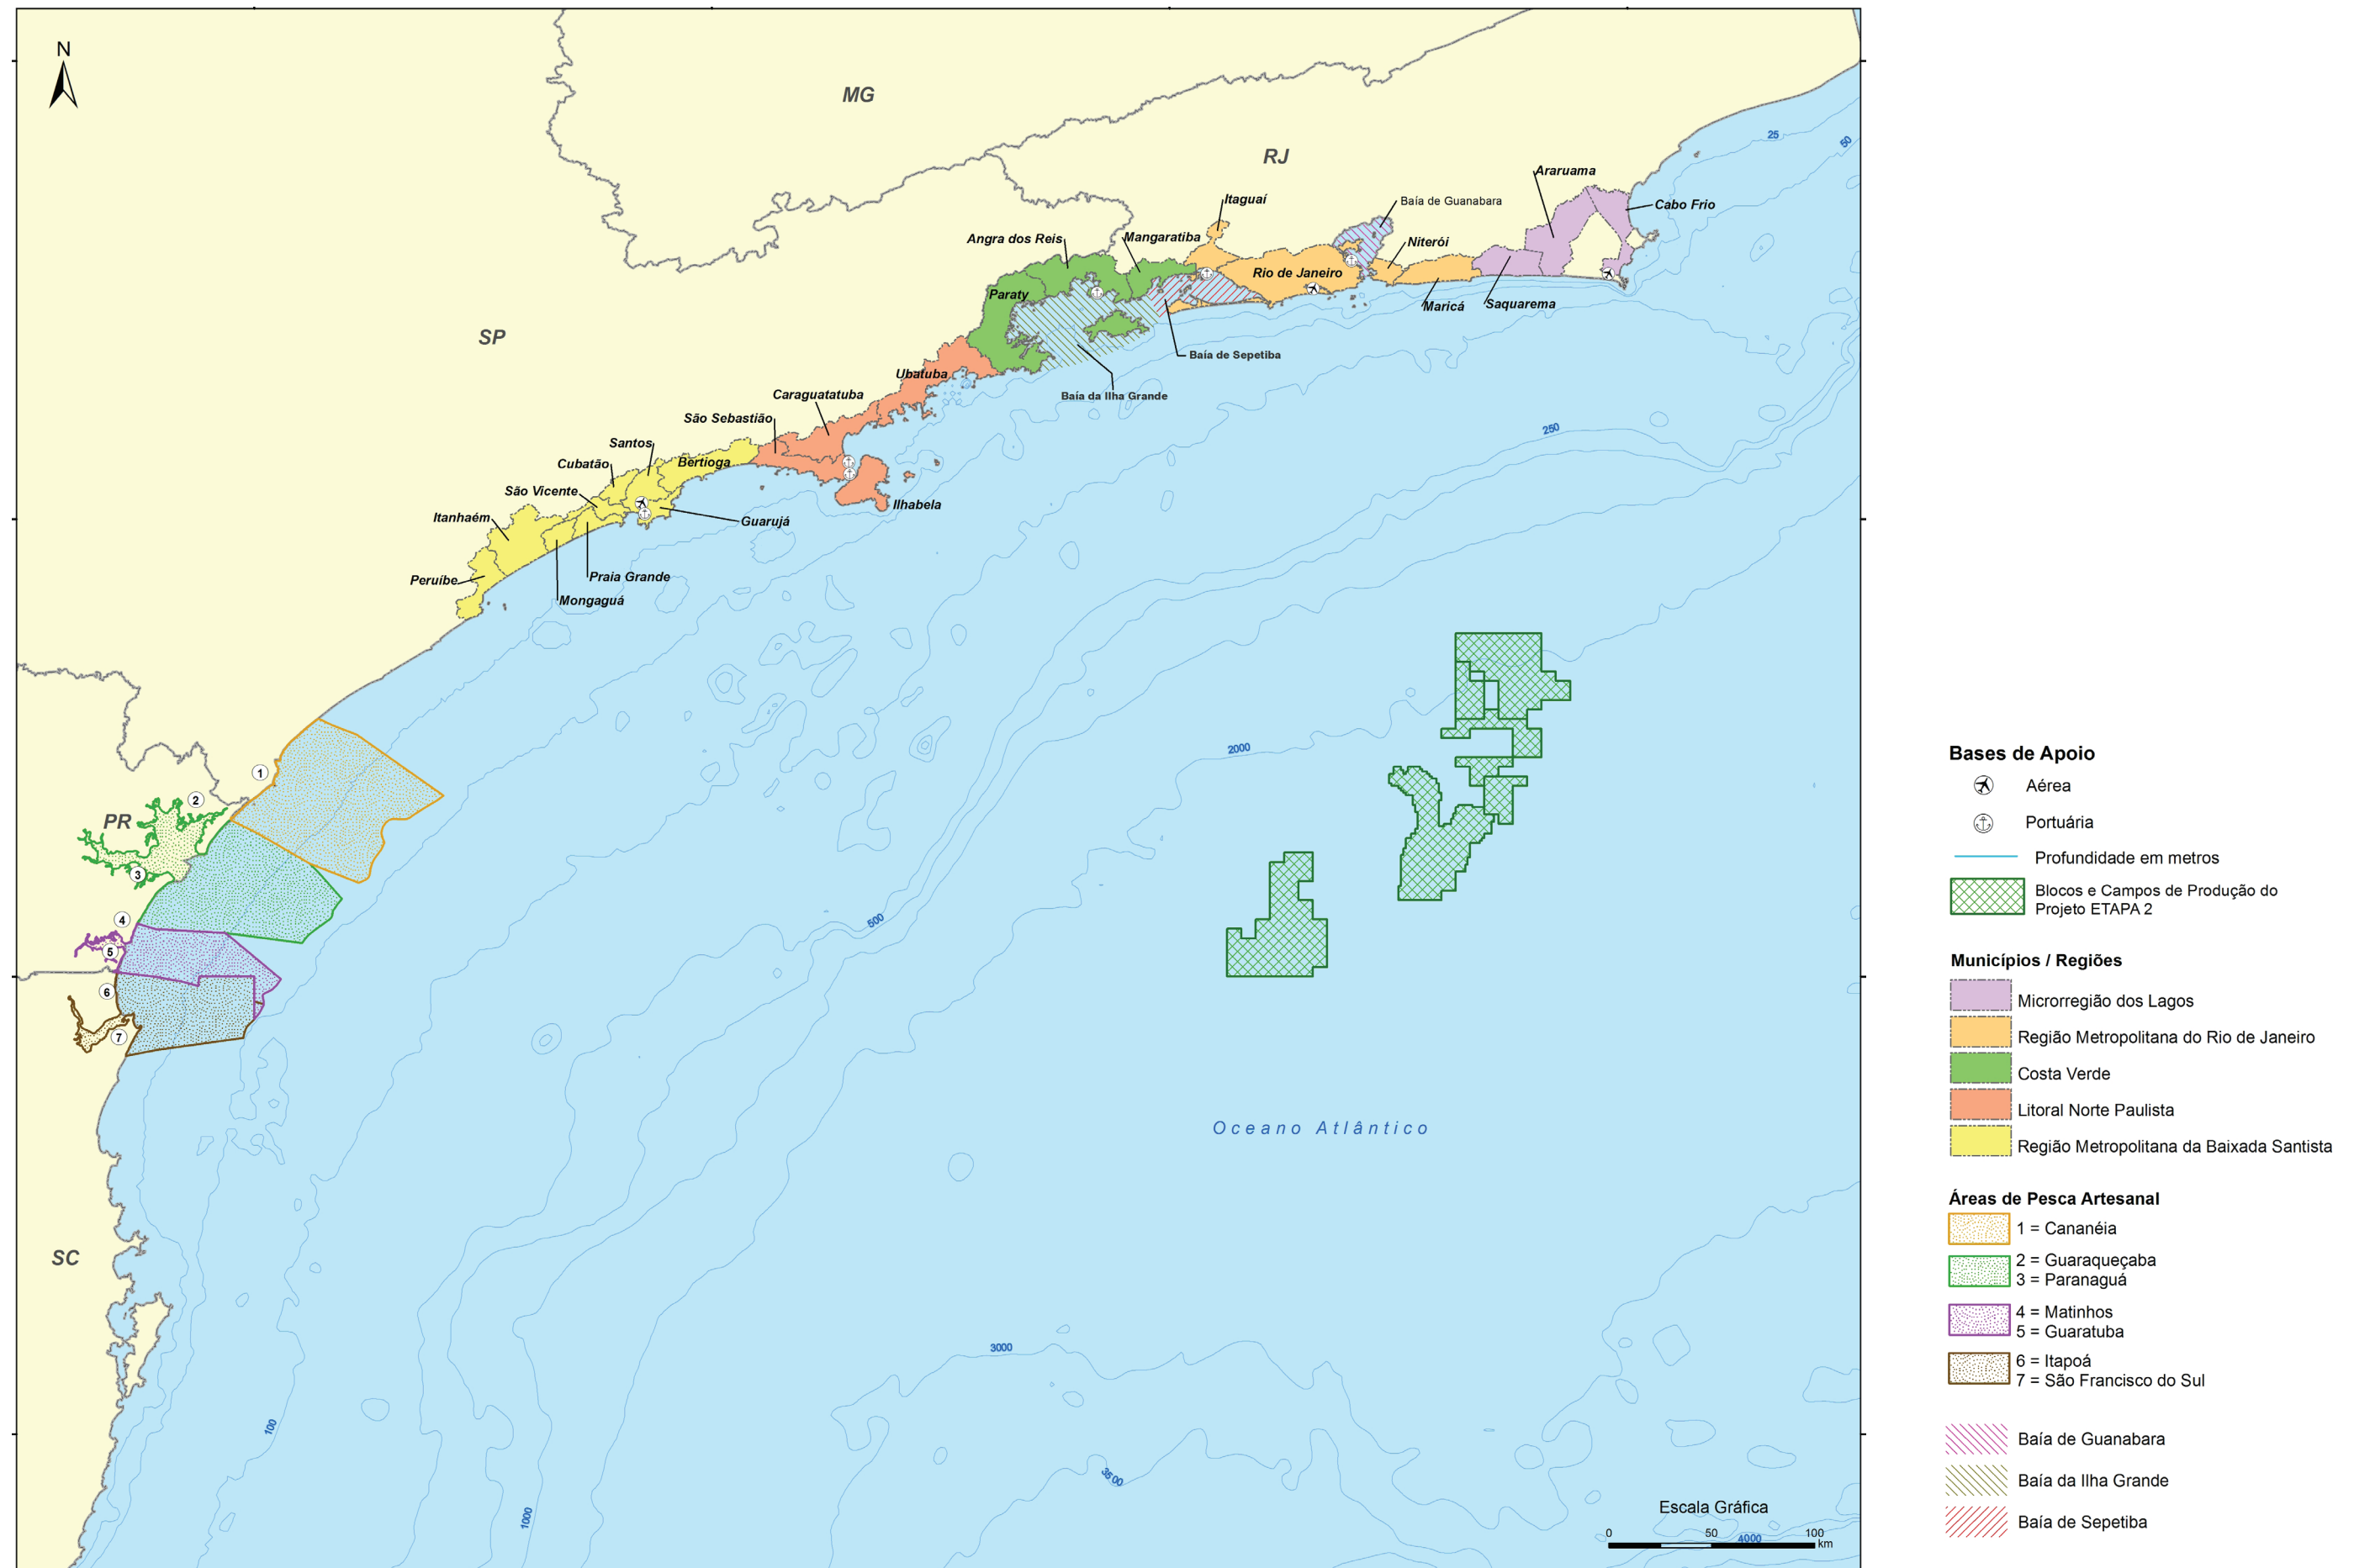 N
MG
25
50
RJ
Araruama
Itaguaí
Baía de Guanabara
Cabo Frio
Angra dos Reis
Mangaratiba
Niterói
Rio de Janeiro
Paraty
Maricá
Saquarema
SP
Baía de Sepetiba
Ubatuba
Baía da Ilha Grande
Caraguatatuba
São Sebastião
250
Santos
Cubatão
Bertioga
São Vicente
Ilhabela
Itanhaém
Guarujá
Peruíbe
Praia Grande
Mongaguá
2000
1
2
PR
3
4
500
5
6
7
Oceano Atlântico
SC
3000
100
3500
1000
Escala Gráfica
0 50 100
km
4000
Bases de Apoio
Aérea
Portuária
Profundidade em metros
Blocos e Campos de Produção do
Projeto ETAPA 2
Municípios / Regiões
Microrregião dos Lagos
Região Metropolitana do Rio de Janeiro
Costa Verde
Litoral Norte Paulista
Região Metropolitana da Baixada Santista
Áreas de Pesca Artesanal
1 = Cananéia
2 = Guaraqueçaba
3 = Paranaguá
4 = Matinhos
5 = Guaratuba
6 = Itapoá
7 = São Francisco do Sul
Baía de Guanabara
Baía da Ilha Grande
Baía de Sepetiba